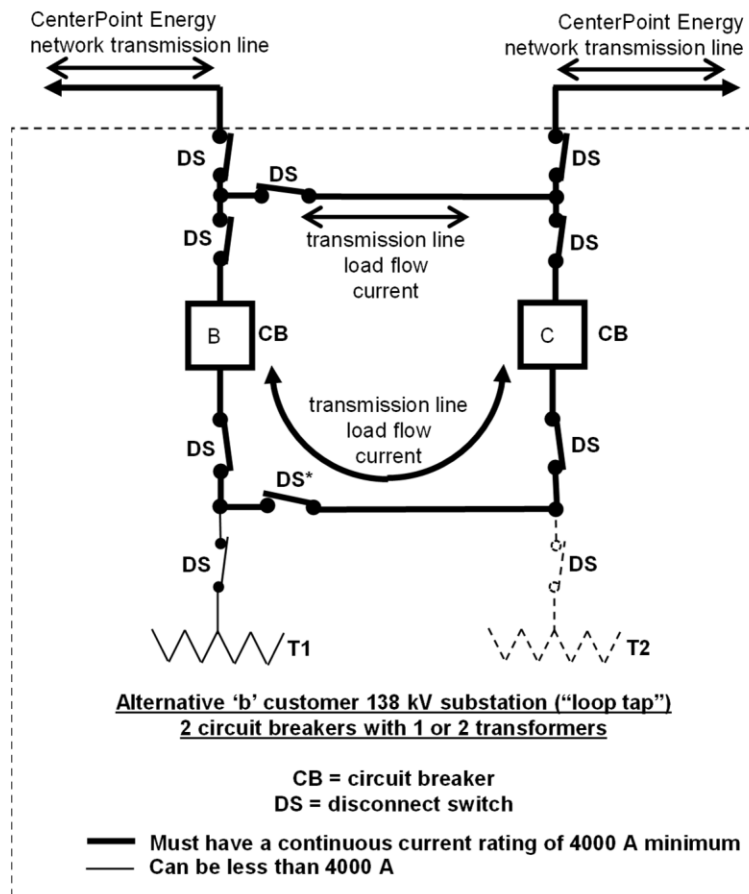 CenterPoint Energy
network transmission line
CenterPoint Energy
network transmission line
DS
DS
DS
DS
DS
transmission line
load flow
current
B
CB
C
CB
transmission line
load flow
current
DS
DS
DS*
DS
DS
T1
T2
Alternative ‘b’ customer 138 kV substation (“loop tap”)
2 circuit breakers with 1 or 2 transformers
CB = circuit breaker
DS = disconnect switch
Must have a continuous current rating of 4000 A minimum
Can be less than 4000 A